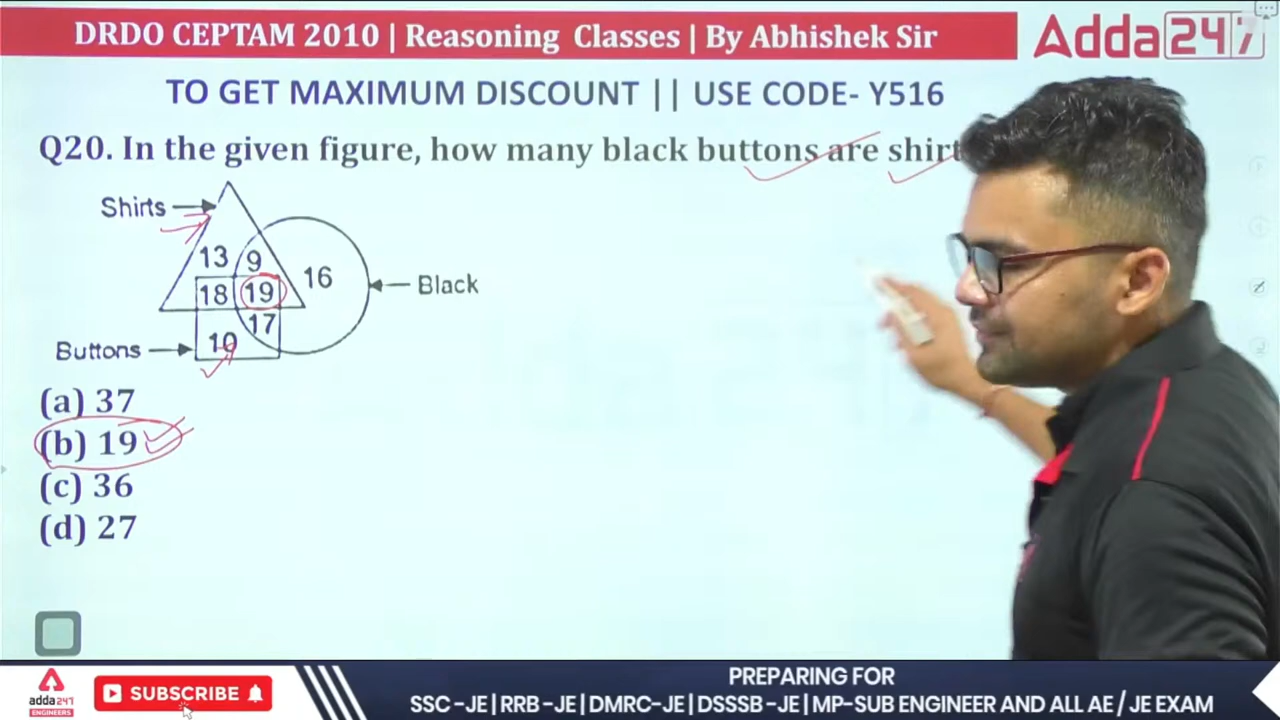 DRDO CEPTAM 2010 | Reasoning Classes | By Abhishek Sir
Adda247
TO GET MAXIMUM DISCOUNT || USE CODE- Y516
Q20. In the given figure, how many black buttons are shirt
Shirts
13 9
16
Black
18 19
17
10
Buttons
(a) 37
(b) 19
(c) 36
(d) 27
PREPARING FOR
adda247
ENGINEERS
SUBSCRIBE
SSC -JE | RRB -JE | DMRC-JE | DSSSB -JE | MP-SUB ENGINEER AND ALL AE / JE EXAM